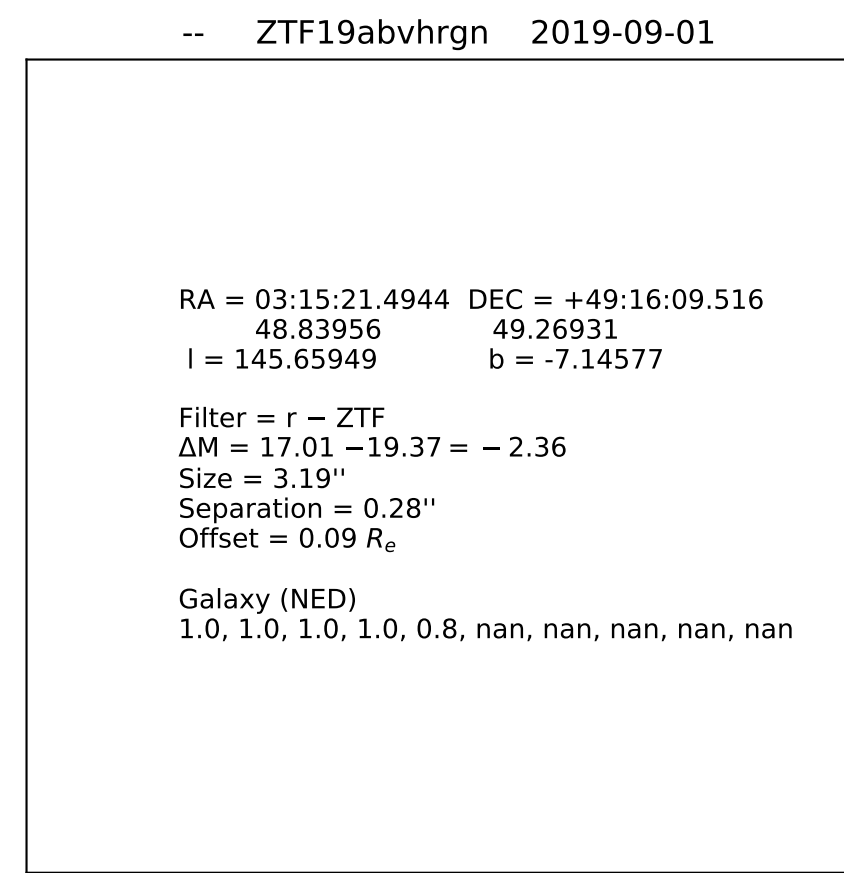 -- ZTF19abvhrgn 2019-09-01
RA = 03:15:21.4944 DEC = +49:16:09.516
48.83956 49.26931
l = 145.65949 b = -7.14577
Filter = r − ZTF
ΔM = 17.01 −19.37 = − 2.36
Size = 3.19''
Separation = 0.28''
Offset = 0.09 Re
Galaxy (NED)
1.0, 1.0, 1.0, 1.0, 0.8, nan, nan, nan, nan, nan